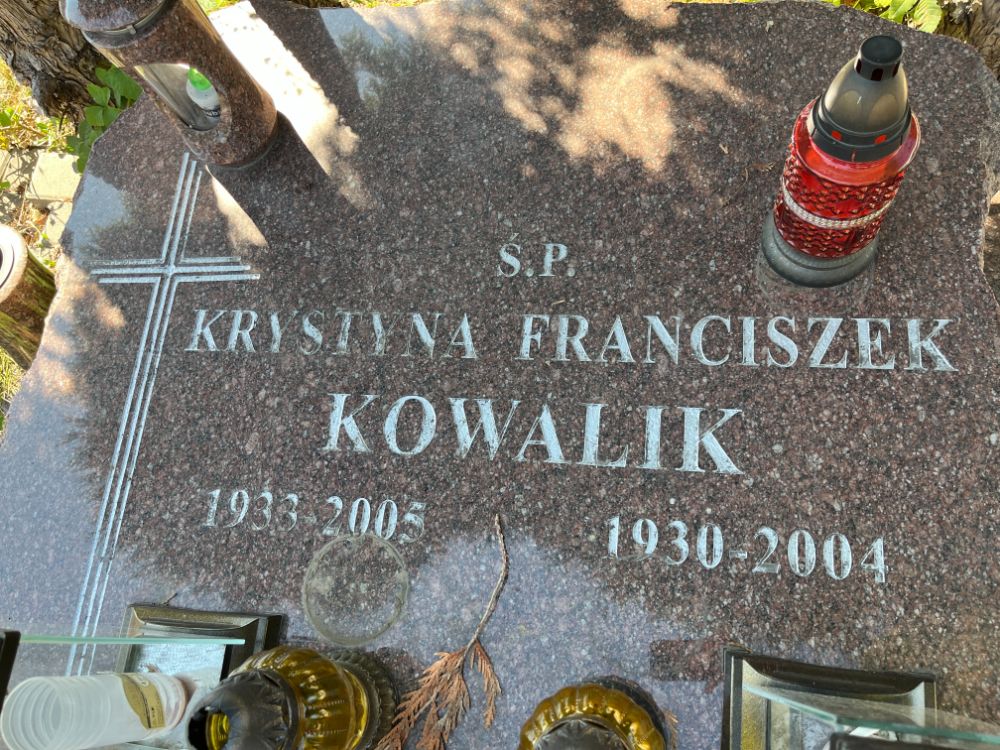 Ś.P.
KRYSTYNA FRANCISZEK
KOWALIK
1933-2005 1930-2004